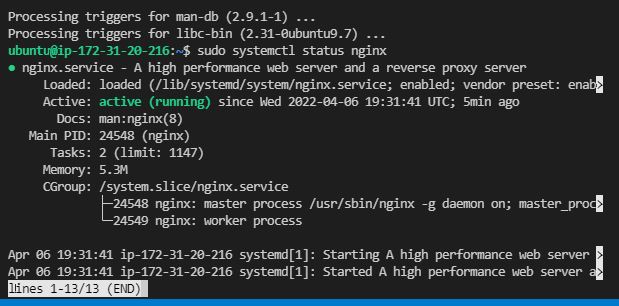 Processing triggers for man-db (2.9.1-1) ...
Processing triggers for libc-bin (2.31-0ubuntu9.7) ...
ubuntu@ip-172-31-20-216:~$ sudo systemctl status nginx
● nginx.service - A high performance web server and a reverse proxy server
     Loaded: loaded (/lib/systemd/system/nginx.service; enabled; vendor preset: enab>
     Active: active (running) since Wed 2022-04-06 19:31:41 UTC; 5min ago
       Docs: man:nginx(8)
   Main PID: 24548 (nginx)
      Tasks: 2 (limit: 1147)
     Memory: 5.3M
     CGroup: /system.slice/nginx.service
             ├─24548 nginx: master process /usr/sbin/nginx -g daemon on; master_proc>
             └─24549 nginx: worker process

Apr 06 19:31:41 ip-172-31-20-216 systemd[1]: Starting A high performance web server >
Apr 06 19:31:41 ip-172-31-20-216 systemd[1]: Started A high performance web server a>
lines 1-13/13 (END)